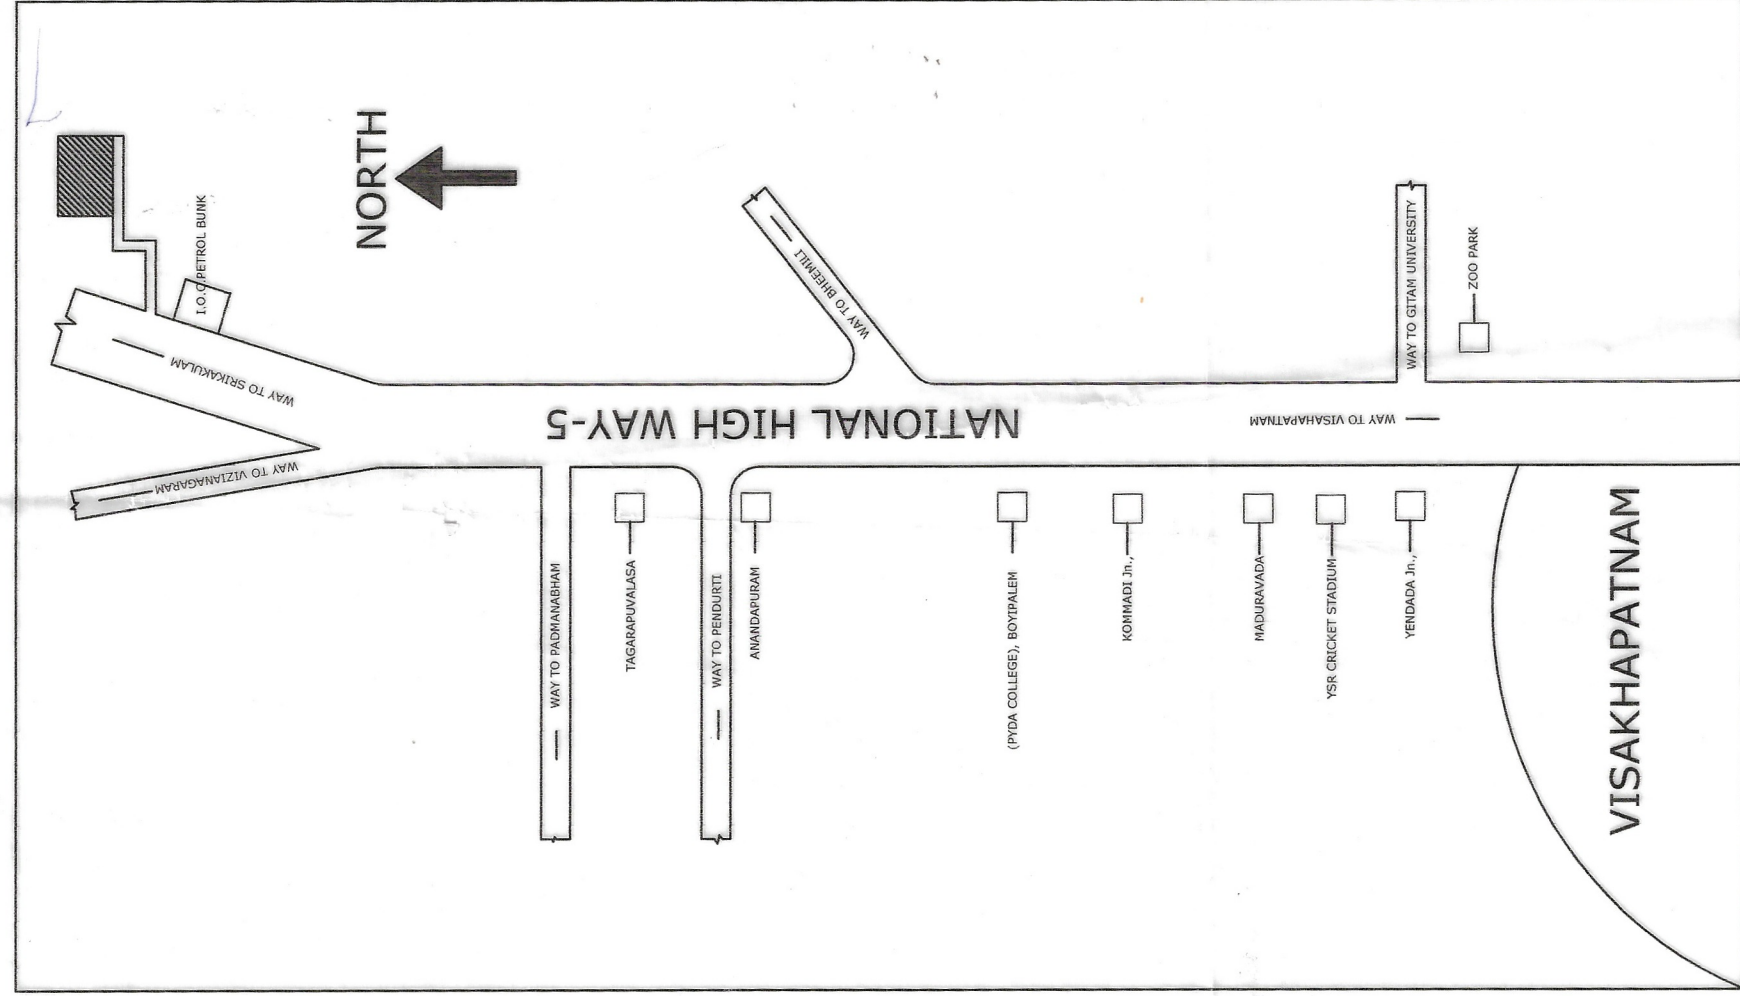 NORTH
I.O.C.PETROL BUNK
WAY TO SRIKAKULAM
WAY TO VIZIANAGARAM
NATIONAL HIGH WAY-5
WAY TO BHEEMILI
WAY TO GITAM UNIVERSITY
ZOO PARK
WAY TO VISAHAPATNAM
WAY TO PADMANABHAM
TAGARAPUVALASA
WAY TO PENDURTI
ANANDAPURAM
(PYDA COLLEGE), BOYIPALEM
KOMMADI Jn.,
MADURAVADA
YSR CRICKET STADIUM
YENDADA Jn.,
VISAKHAPATNAM